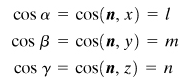 cos α = cos(n, x) = l
cos β = cos(n, y) = m
cos γ = cos(n, z) = n